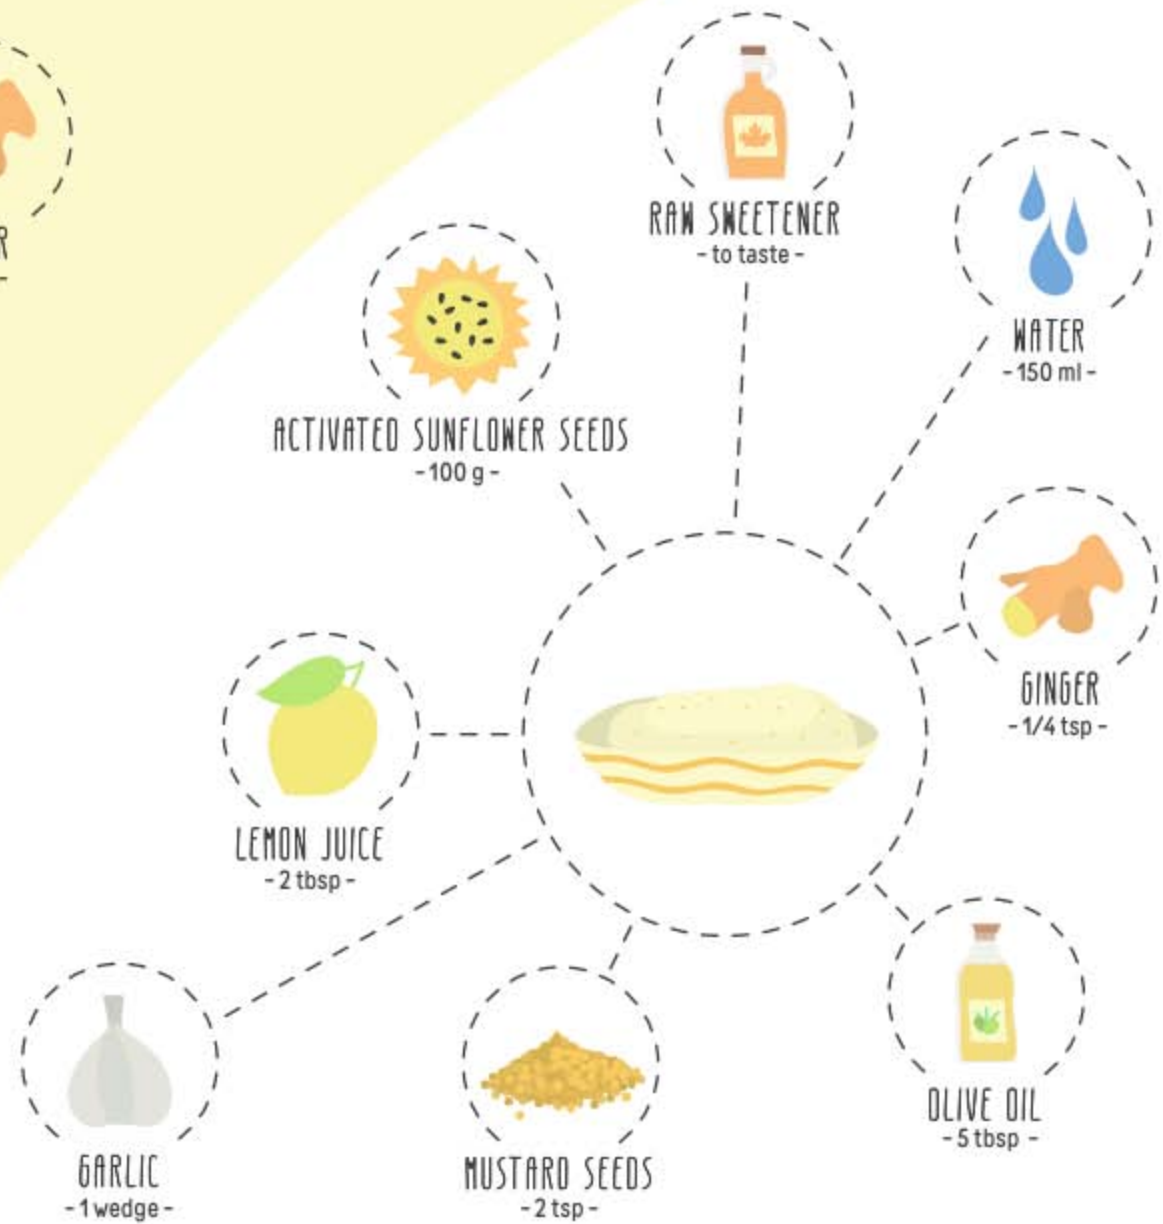 RAW SWEETENER
- to taste -
WATER
- 150 ml -
ACTIVATED SUNFLOWER SEEDS
- 100 g -
GINGER
- 1/4 tsp -
LEMON JUICE
- 2 tbsp -
OLIVE OIL
- 5 tbsp -
GARLIC
- 1 wedge -
MUSTARD SEEDS
- 2 tsp -